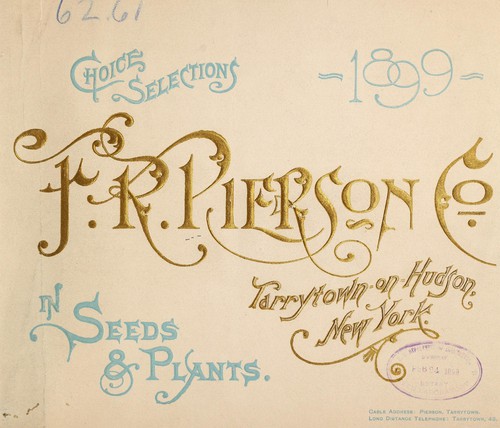 62.61
CHOICE
SELECTIONS
~1899~
F. R. PIERSON CO.
Tarrytown-on-Hudson,
New York.
IN
SEEDS
& PLANTS.
CABLE ADDRESS: PIERSON, TARRYTOWN.
LONG DISTANCE TELEPHONE: TARRYTOWN, 42.